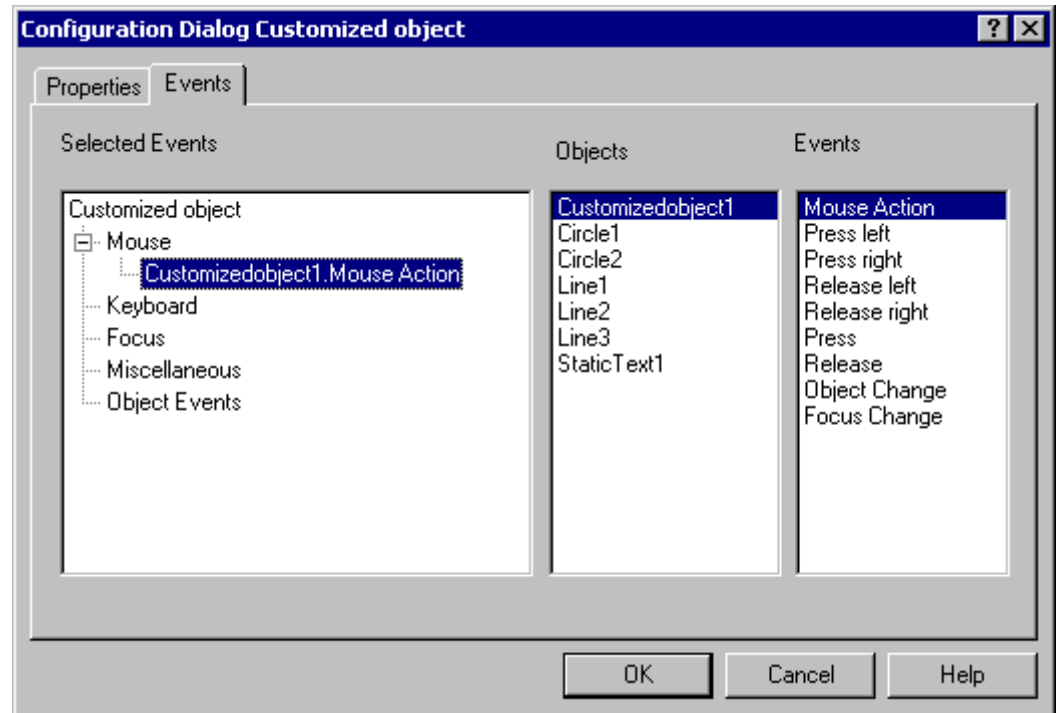 Configuration Dialog Customized object
Properties
Events
Selected Events
Customized object
Mouse
Customizedobject1.Mouse Action
Keyboard
Focus
Miscellaneous
Object Events
Objects
Customizedobject1
Circle1
Circle2
Line1
Line2
Line3
StaticText1
Events
Mouse Action
Press left
Press right
Release left
Release right
Press
Release
Object Change
Focus Change
OK
Cancel
Help